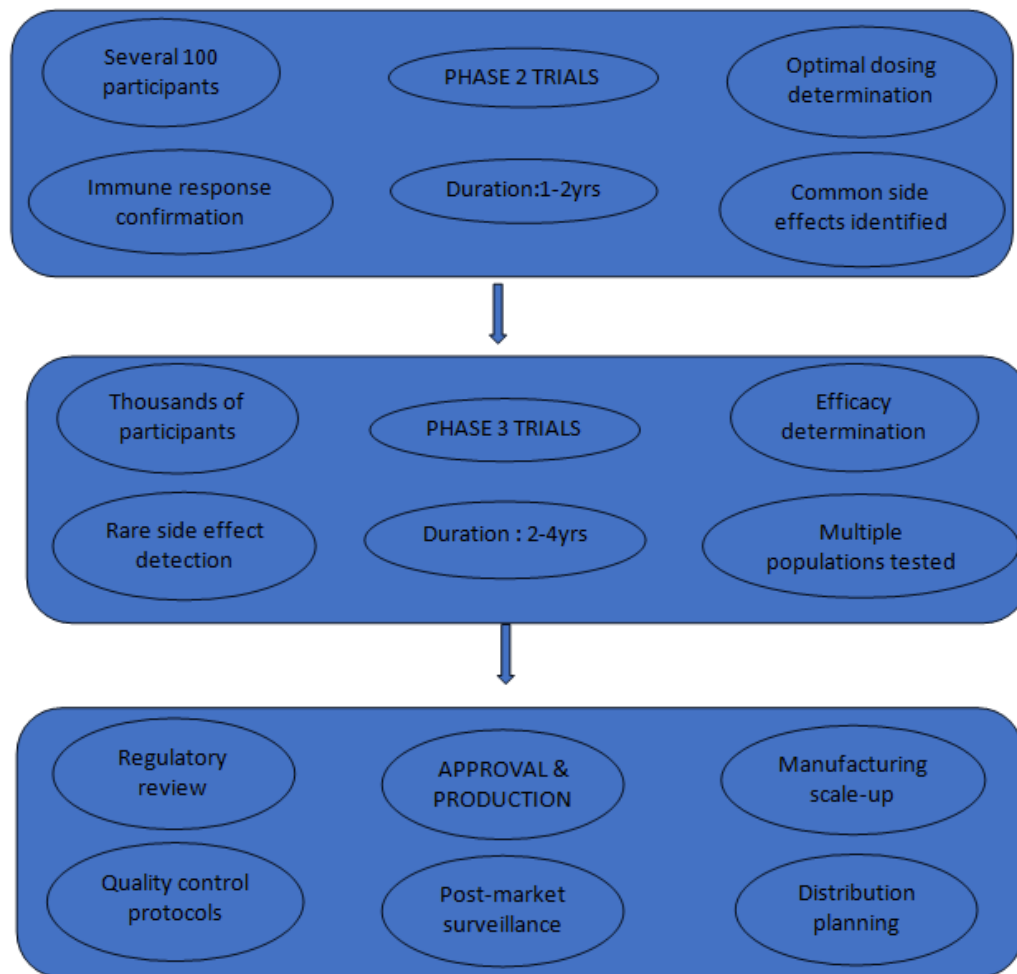 Several 100
participants
PHASE 2 TRIALS
Optimal dosing
determination
Immune response
confirmation
Duration:1-2yrs
Common side
effects identified
Thousands of
participants
PHASE 3 TRIALS
Efficacy
determination
Rare side effect
detection
Duration : 2-4yrs
Multiple
populations tested
Regulatory
review
APPROVAL &
PRODUCTION
Manufacturing
scale-up
Quality control
protocols
Post-market
surveillance
Distribution
planning